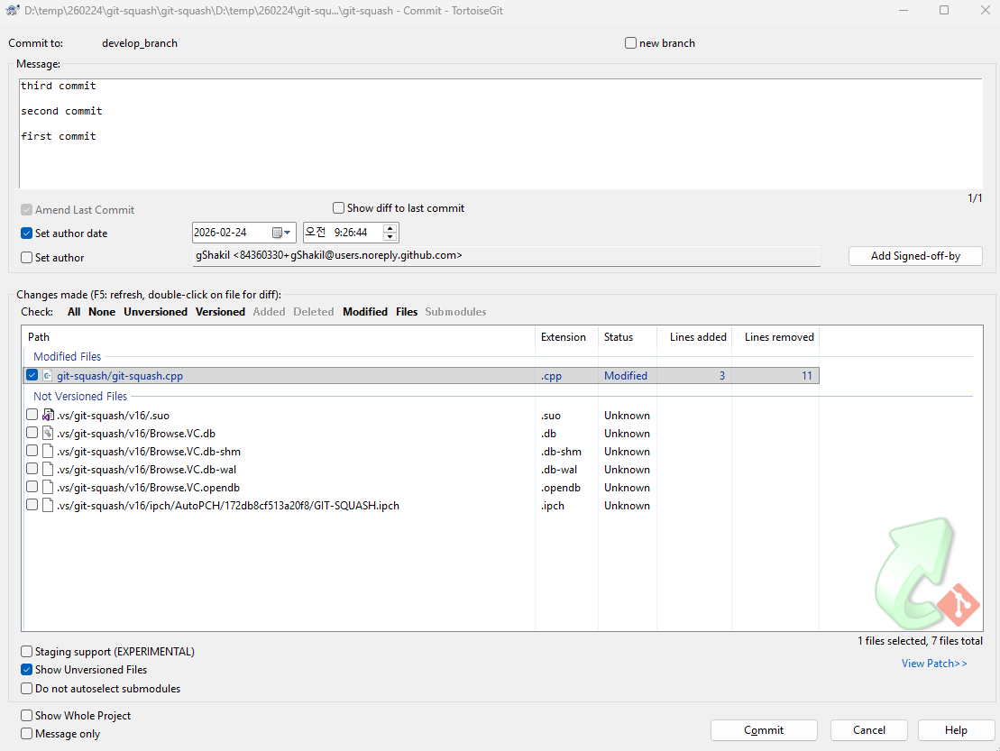 D:\temp\260224\git-squash\git-squash\D:\temp\260224\git-squ...\git-squash - Commit - TortoiseGit
Commit to: develop_branch new branch
Message:
third commit
second commit
first commit
1/1
Amend Last Commit Show diff to last commit
Set author date 2026-02-24 오전 9:26:44
Set author gShakil <84360330+gShakil@users.noreply.github.com> Add Signed-off-by
Changes made (F5: refresh, double-click on file for diff):
Check: All None Unversioned Versioned Added Deleted Modified Files Submodules
Path Extension Status Lines added Lines removed
Modified Files
git-squash/git-squash.cpp .cpp Modified 3 11
Not Versioned Files
.vs/git-squash/v16/.suo .suo Unknown
.vs/git-squash/v16/Browse.VC.db .db Unknown
.vs/git-squash/v16/Browse.VC.db-shm .db-shm Unknown
.vs/git-squash/v16/Browse.VC.db-wal .db-wal Unknown
.vs/git-squash/v16/Browse.VC.opendb .opendb Unknown
.vs/git-squash/v16/ipch/AutoPCH/172db8cf513a20f8/GIT-SQUASH.ipch .ipch Unknown
1 files selected, 7 files total
Staging support (EXPERIMENTAL)
View Patch>>
Show Unversioned Files
Do not autoselect submodules
Show Whole Project
Message only
Commit Cancel Help